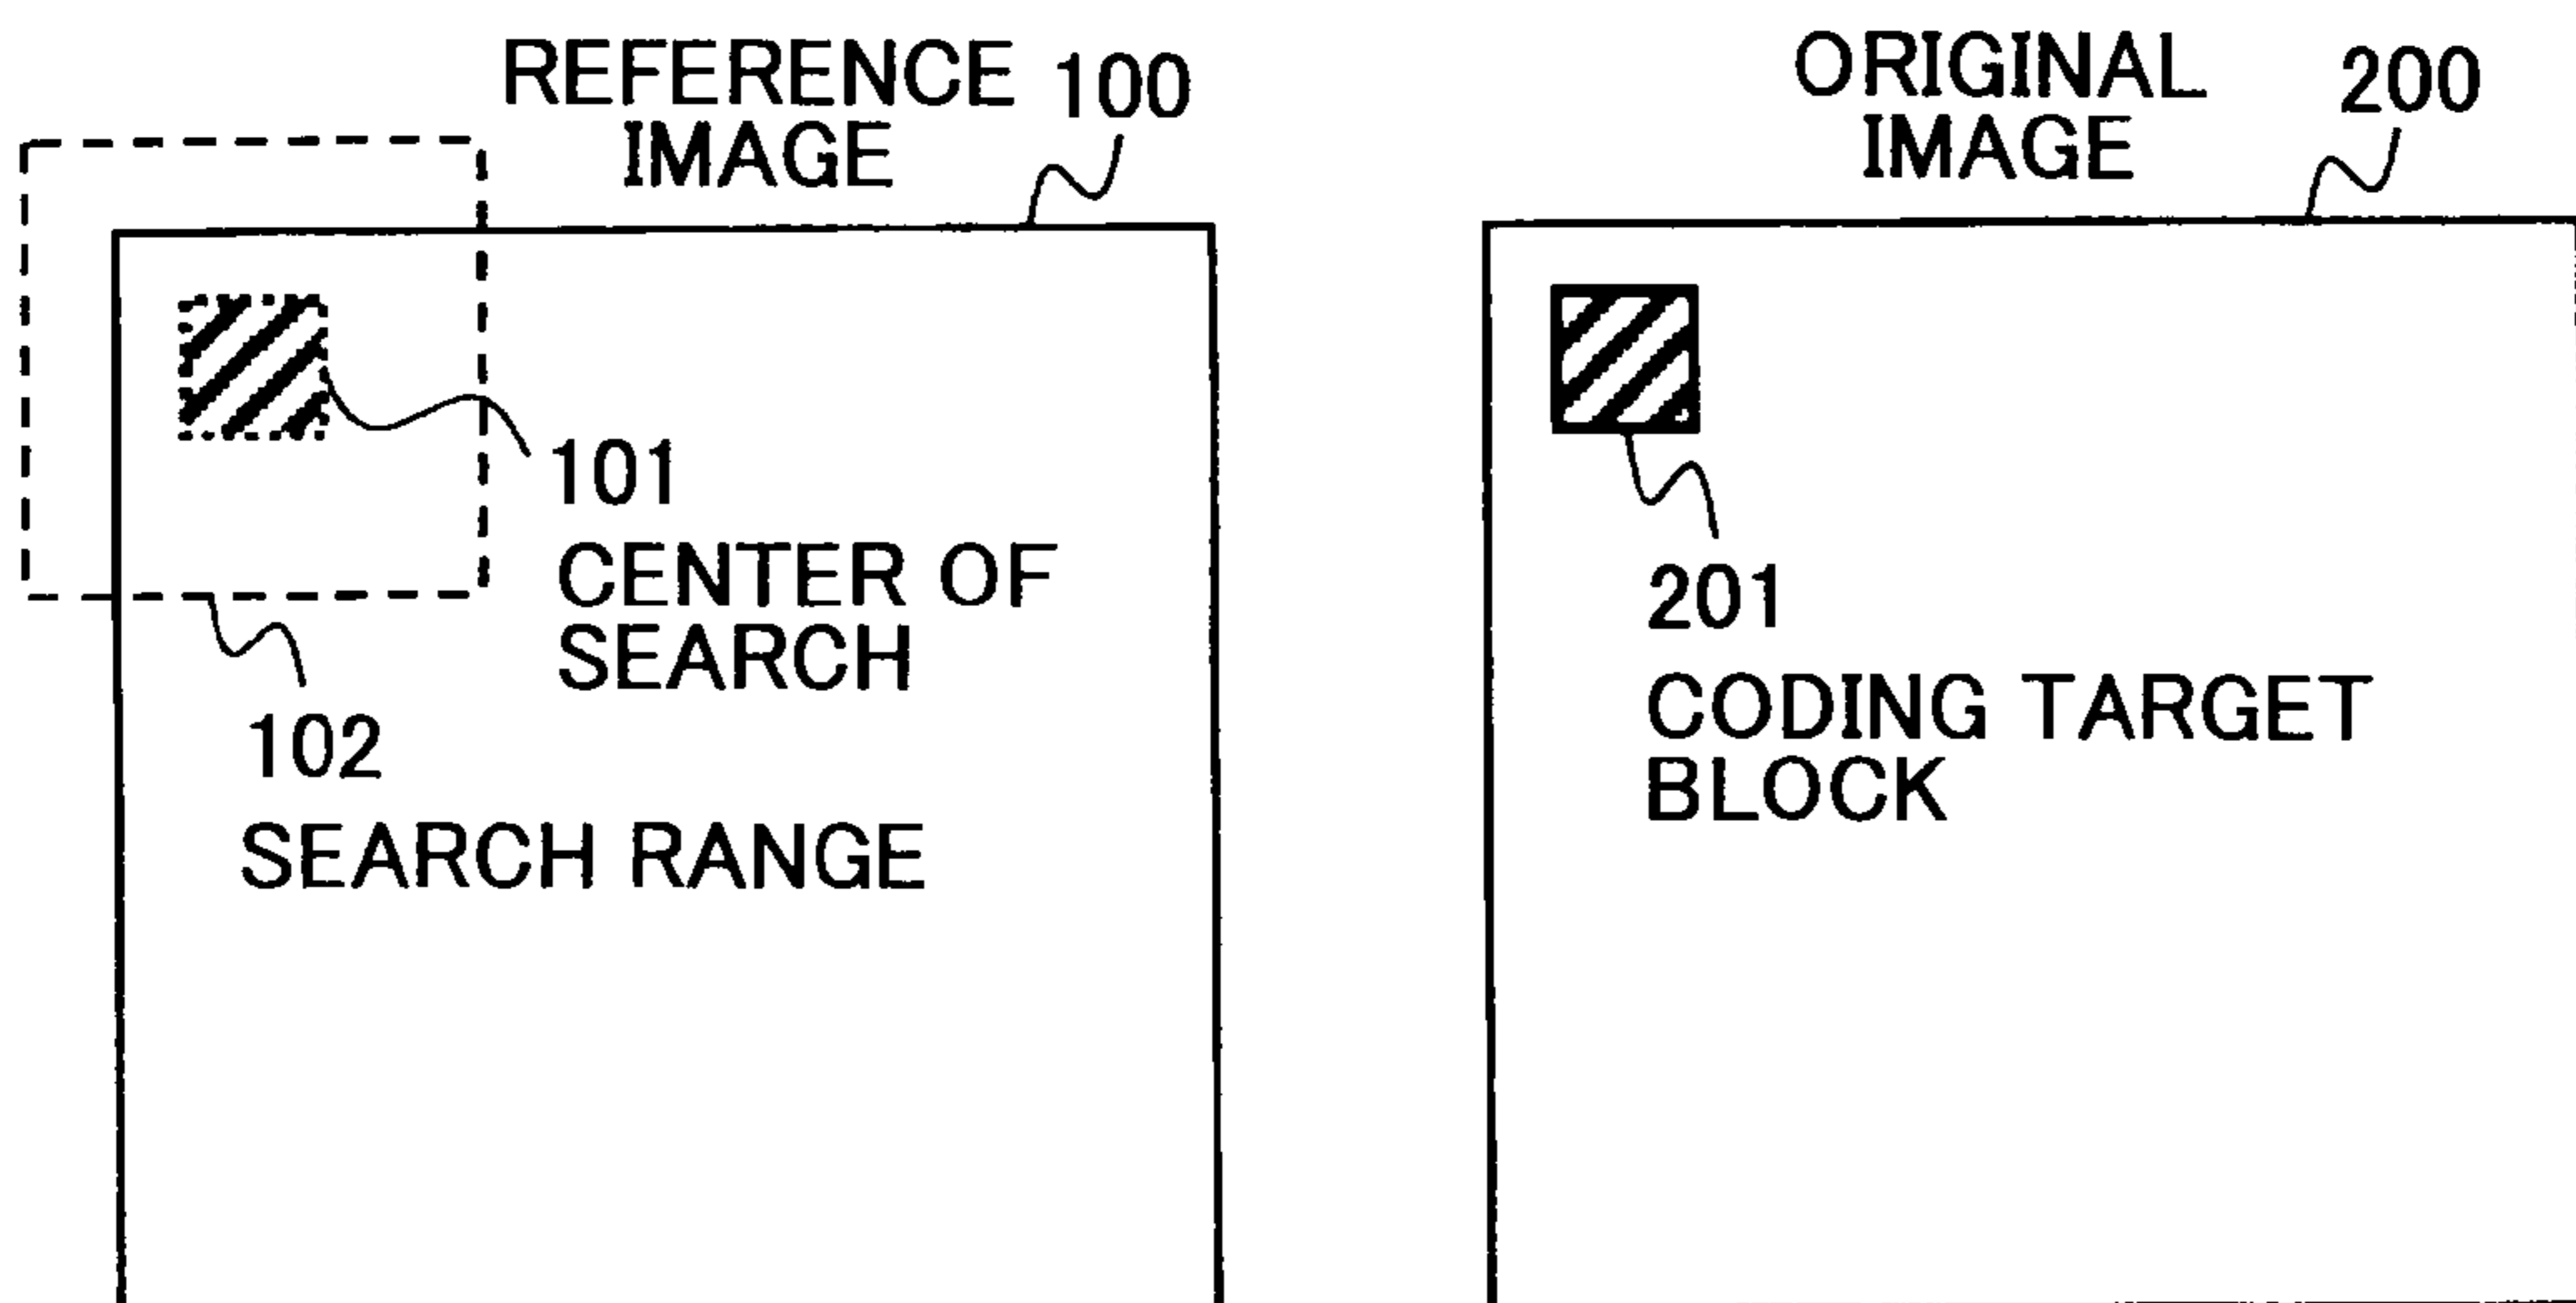 REFERENCE
IMAGE
100
101
CENTER OF
SEARCH
102
SEARCH RANGE
ORIGINAL
IMAGE
200
201
CODING TARGET
BLOCK